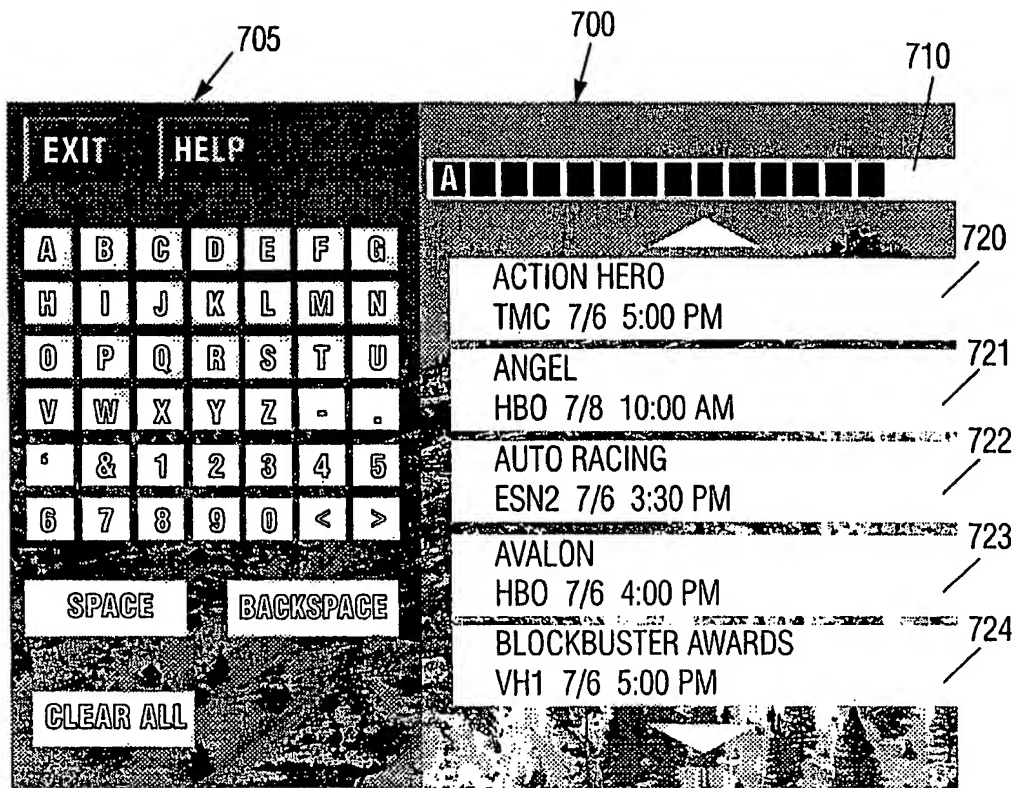 705
700
710
EXIT HELP
A
A B C D E F G
H I J K L M N
O P Q R S T U
V W X Y Z - .
' & 1 2 3 4 5
6 7 8 9 0 < >
SPACE BACKSPACE
CLEAR ALL
720
ACTION HERO
TMC 7/6 5:00 PM
721
ANGEL
HBO 7/8 10:00 AM
722
AUTO RACING
ESN2 7/6 3:30 PM
723
AVALON
HBO 7/6 4:00 PM
724
BLOCKBUSTER AWARDS
VH1 7/6 5:00 PM